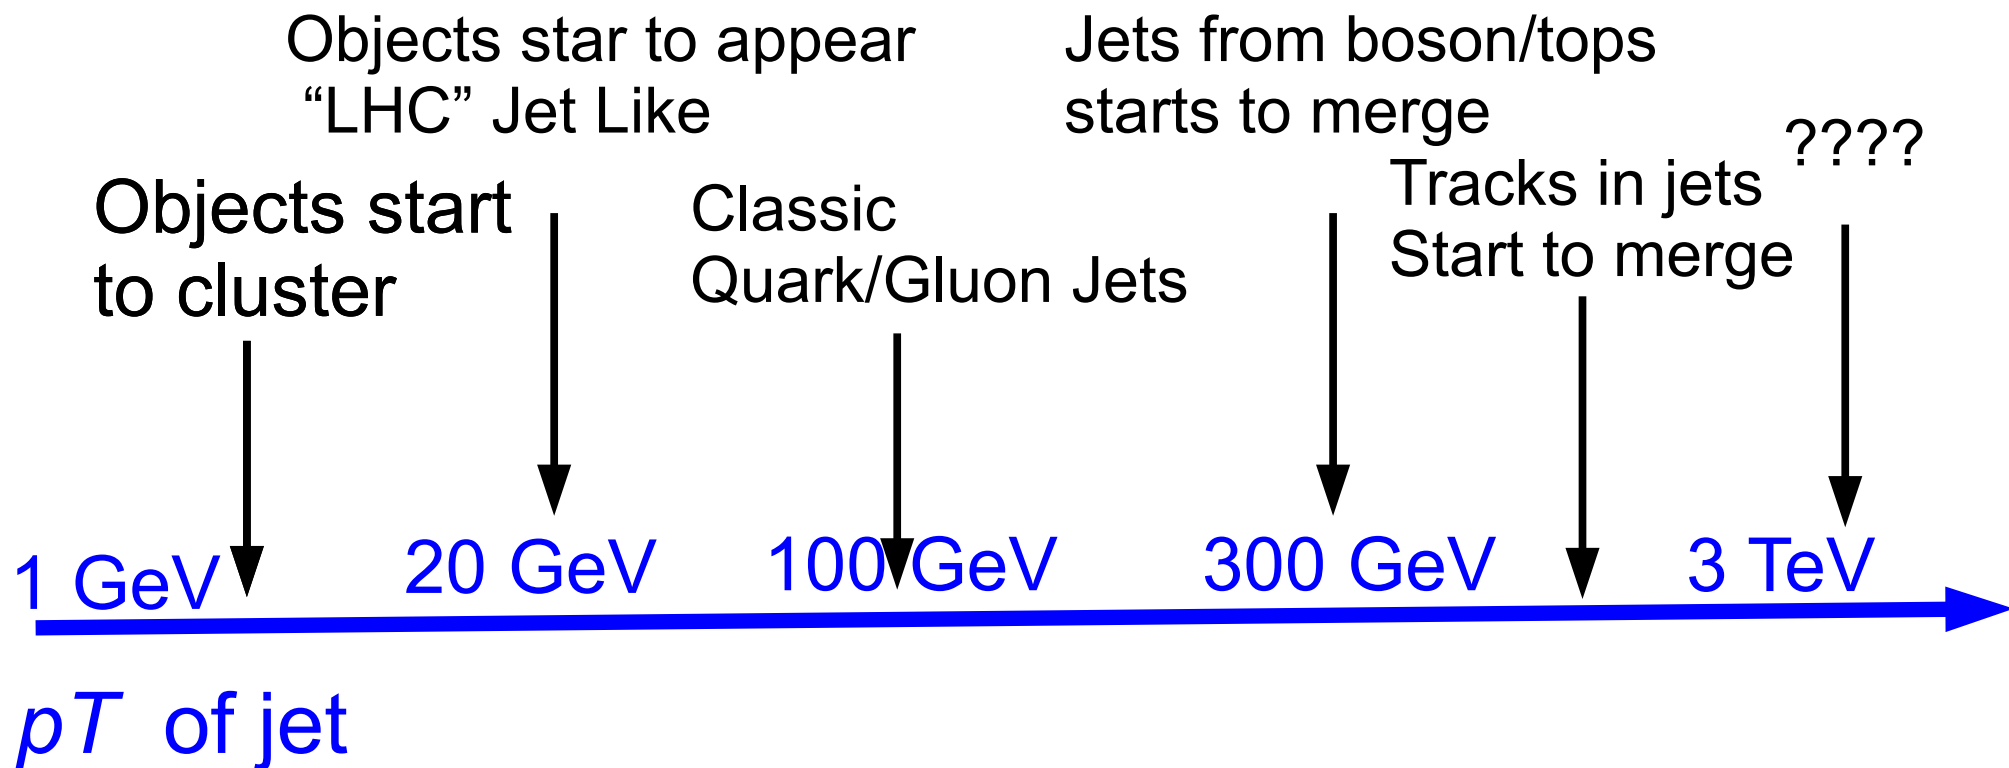 Objects star to appear
“LHC” Jet Like
Jets from boson/tops
starts to merge
????
Objects start
to cluster
Classic
Quark/Gluon Jets
Tracks in jets
Start to merge
1 GeV
20 GeV
100 GeV
300 GeV
3 TeV
pT of jet